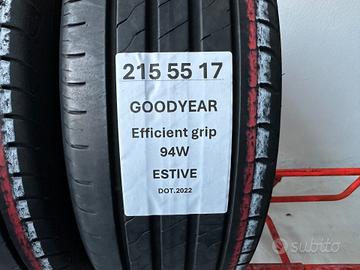 215 55 17
GOODYEAR
Efficient grip
94W
ESTIVE
DOT.2022
subito